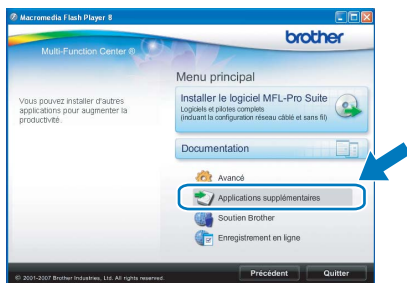 Macromedia Flash Player 8
brother
Multi-Function Center ®
Menu principal
Vous pouvez installer d'autres
applications pour augmenter la
productivité.
Installer le logiciel MFL-Pro Suite
Logiciels et pilotes complets
(incluant la configuration réseau câblé et sans fil)
Documentation
Avancé
Applications supplémentaires
Soutien Brother
Enregistrement en ligne
© 2001-2007 Brother Industries, Ltd. All rights reserved.
Précédent
Quitter